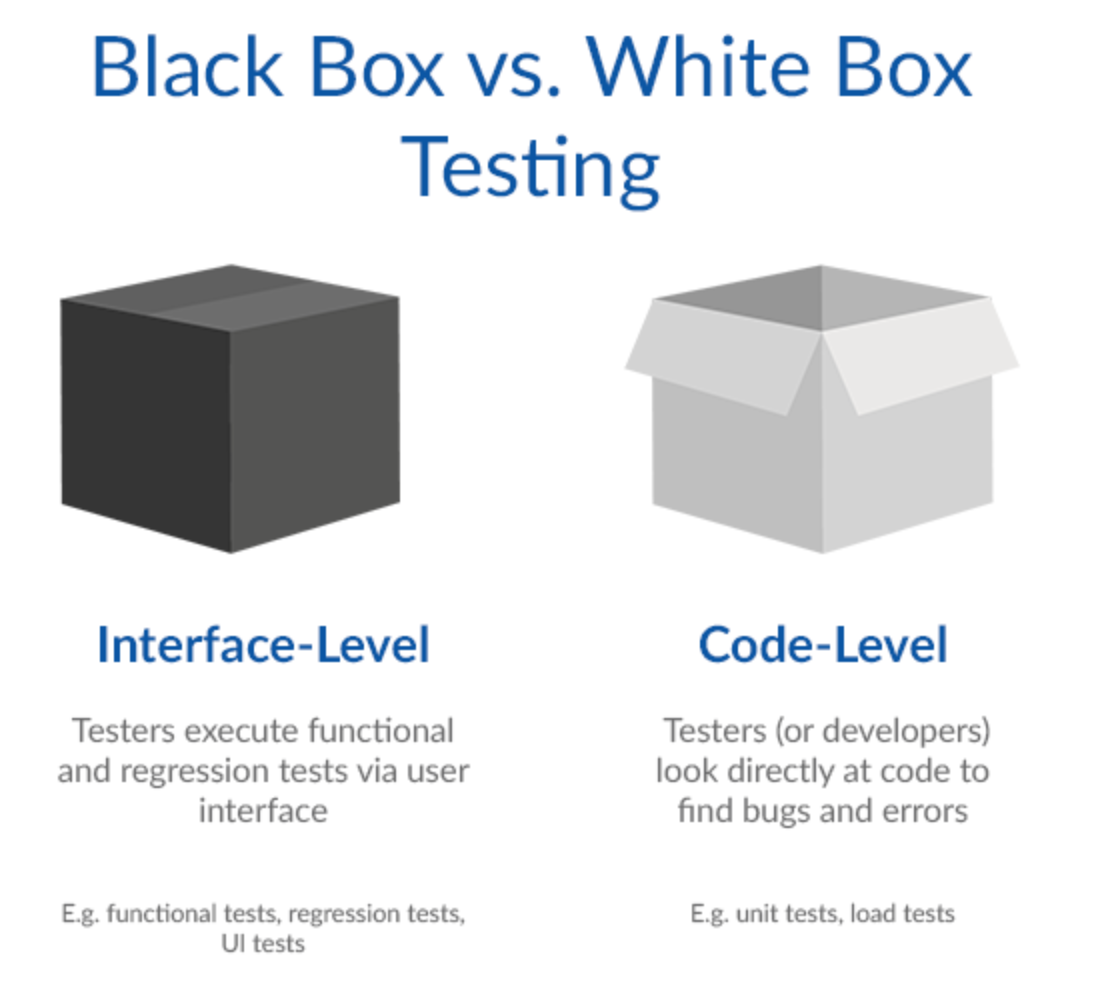 Black Box vs. White Box
Testing
Interface-Level
Testers execute functional
and regression tests via user
interface
E.g. functional tests, regression tests,
UI tests
Code-Level
Testers (or developers)
look directly at code to
find bugs and errors
E.g. unit tests, load tests